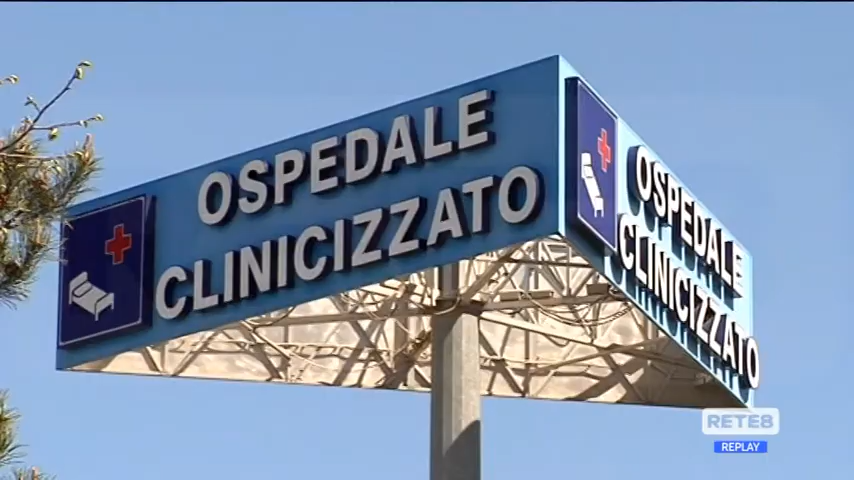 OSPEDALE
CLINICIZZATO
OSPEDALE
CLINICIZZATO
RETE8
REPLAY